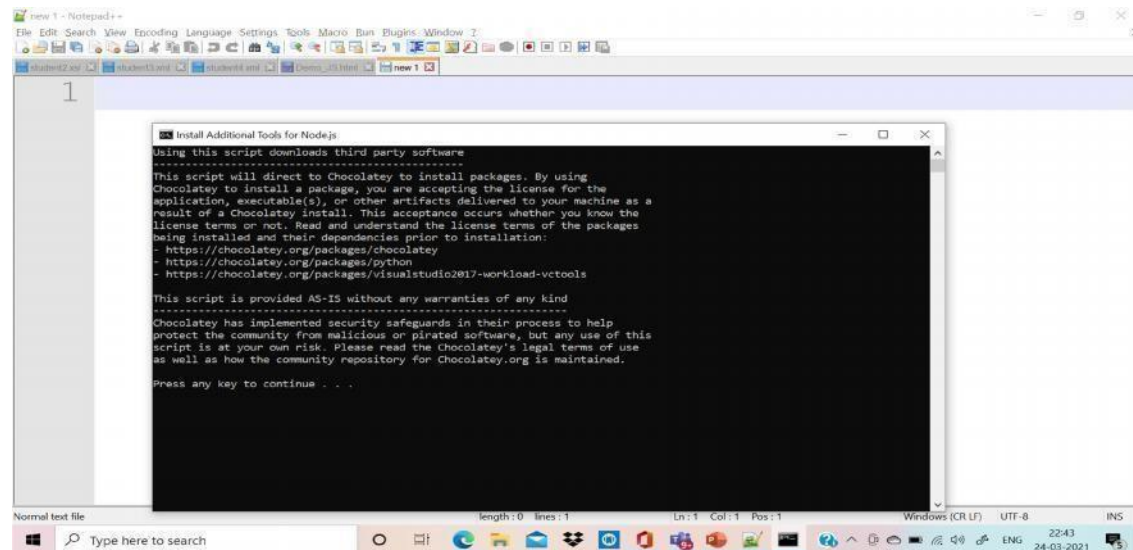 new 1 - Notepad++
File Edit Search View Encoding Language Settings Tools Macro Run Plugins Window ?
student2.xsl student3.xml student4.xml Demo_JS.html new 1
1
Install Additional Tools for Node.js
Using this script downloads third party software
------------------------------------------------
This script will direct to Chocolatey to install packages. By using
Chocolatey to install a package, you are accepting the license for the
application, executable(s), or other artifacts delivered to your machine as a
result of a Chocolatey install. This acceptance occurs whether you know the
license terms or not. Read and understand the license terms of the packages
being installed and their dependencies prior to installation:
- https://chocolatey.org/packages/chocolatey
- https://chocolatey.org/packages/python
- https://chocolatey.org/packages/visualstudio2017-workload-vctools
This script is provided AS-IS without any warranties of any kind
----------------------------------------------------------------
Chocolatey has implemented security safeguards in their process to help
protect the community from malicious or pirated software, but any use of this
script is at your own risk. Please read the Chocolatey's legal terms of use
as well as how the community repository for Chocolatey.org is maintained.
Press any key to continue . . .
Normal text file length : 0 lines : 1 Ln : 1 Col : 1 Pos : 1 Windows (CR LF) UTF-8 INS
Type here to search ENG 22:43
24-03-2021 5